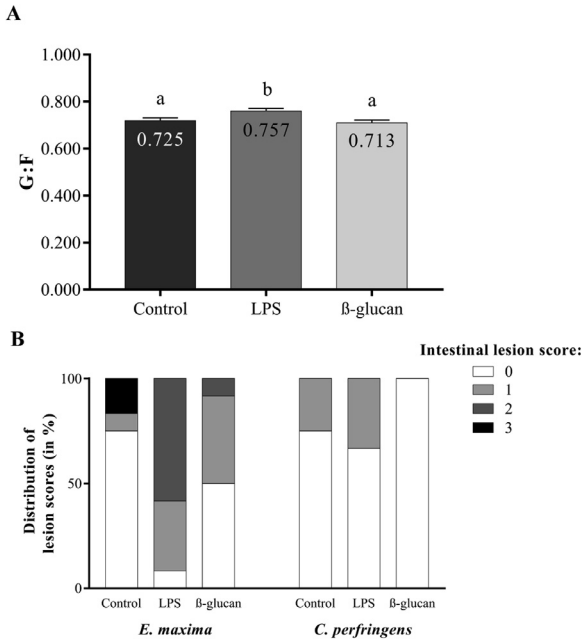 A
1.000
0.800
0.600
0.400
0.200
0.000
G:F
a
b
a
0.725
0.757
0.713
Control LPS ß-glucan
B
Intestinal lesion score:
0
1
2
3
100
50
0
Distribution of
lesion scores (in %)
Control LPS ß-glucan Control LPS ß-glucan
E. maxima C. perfringens